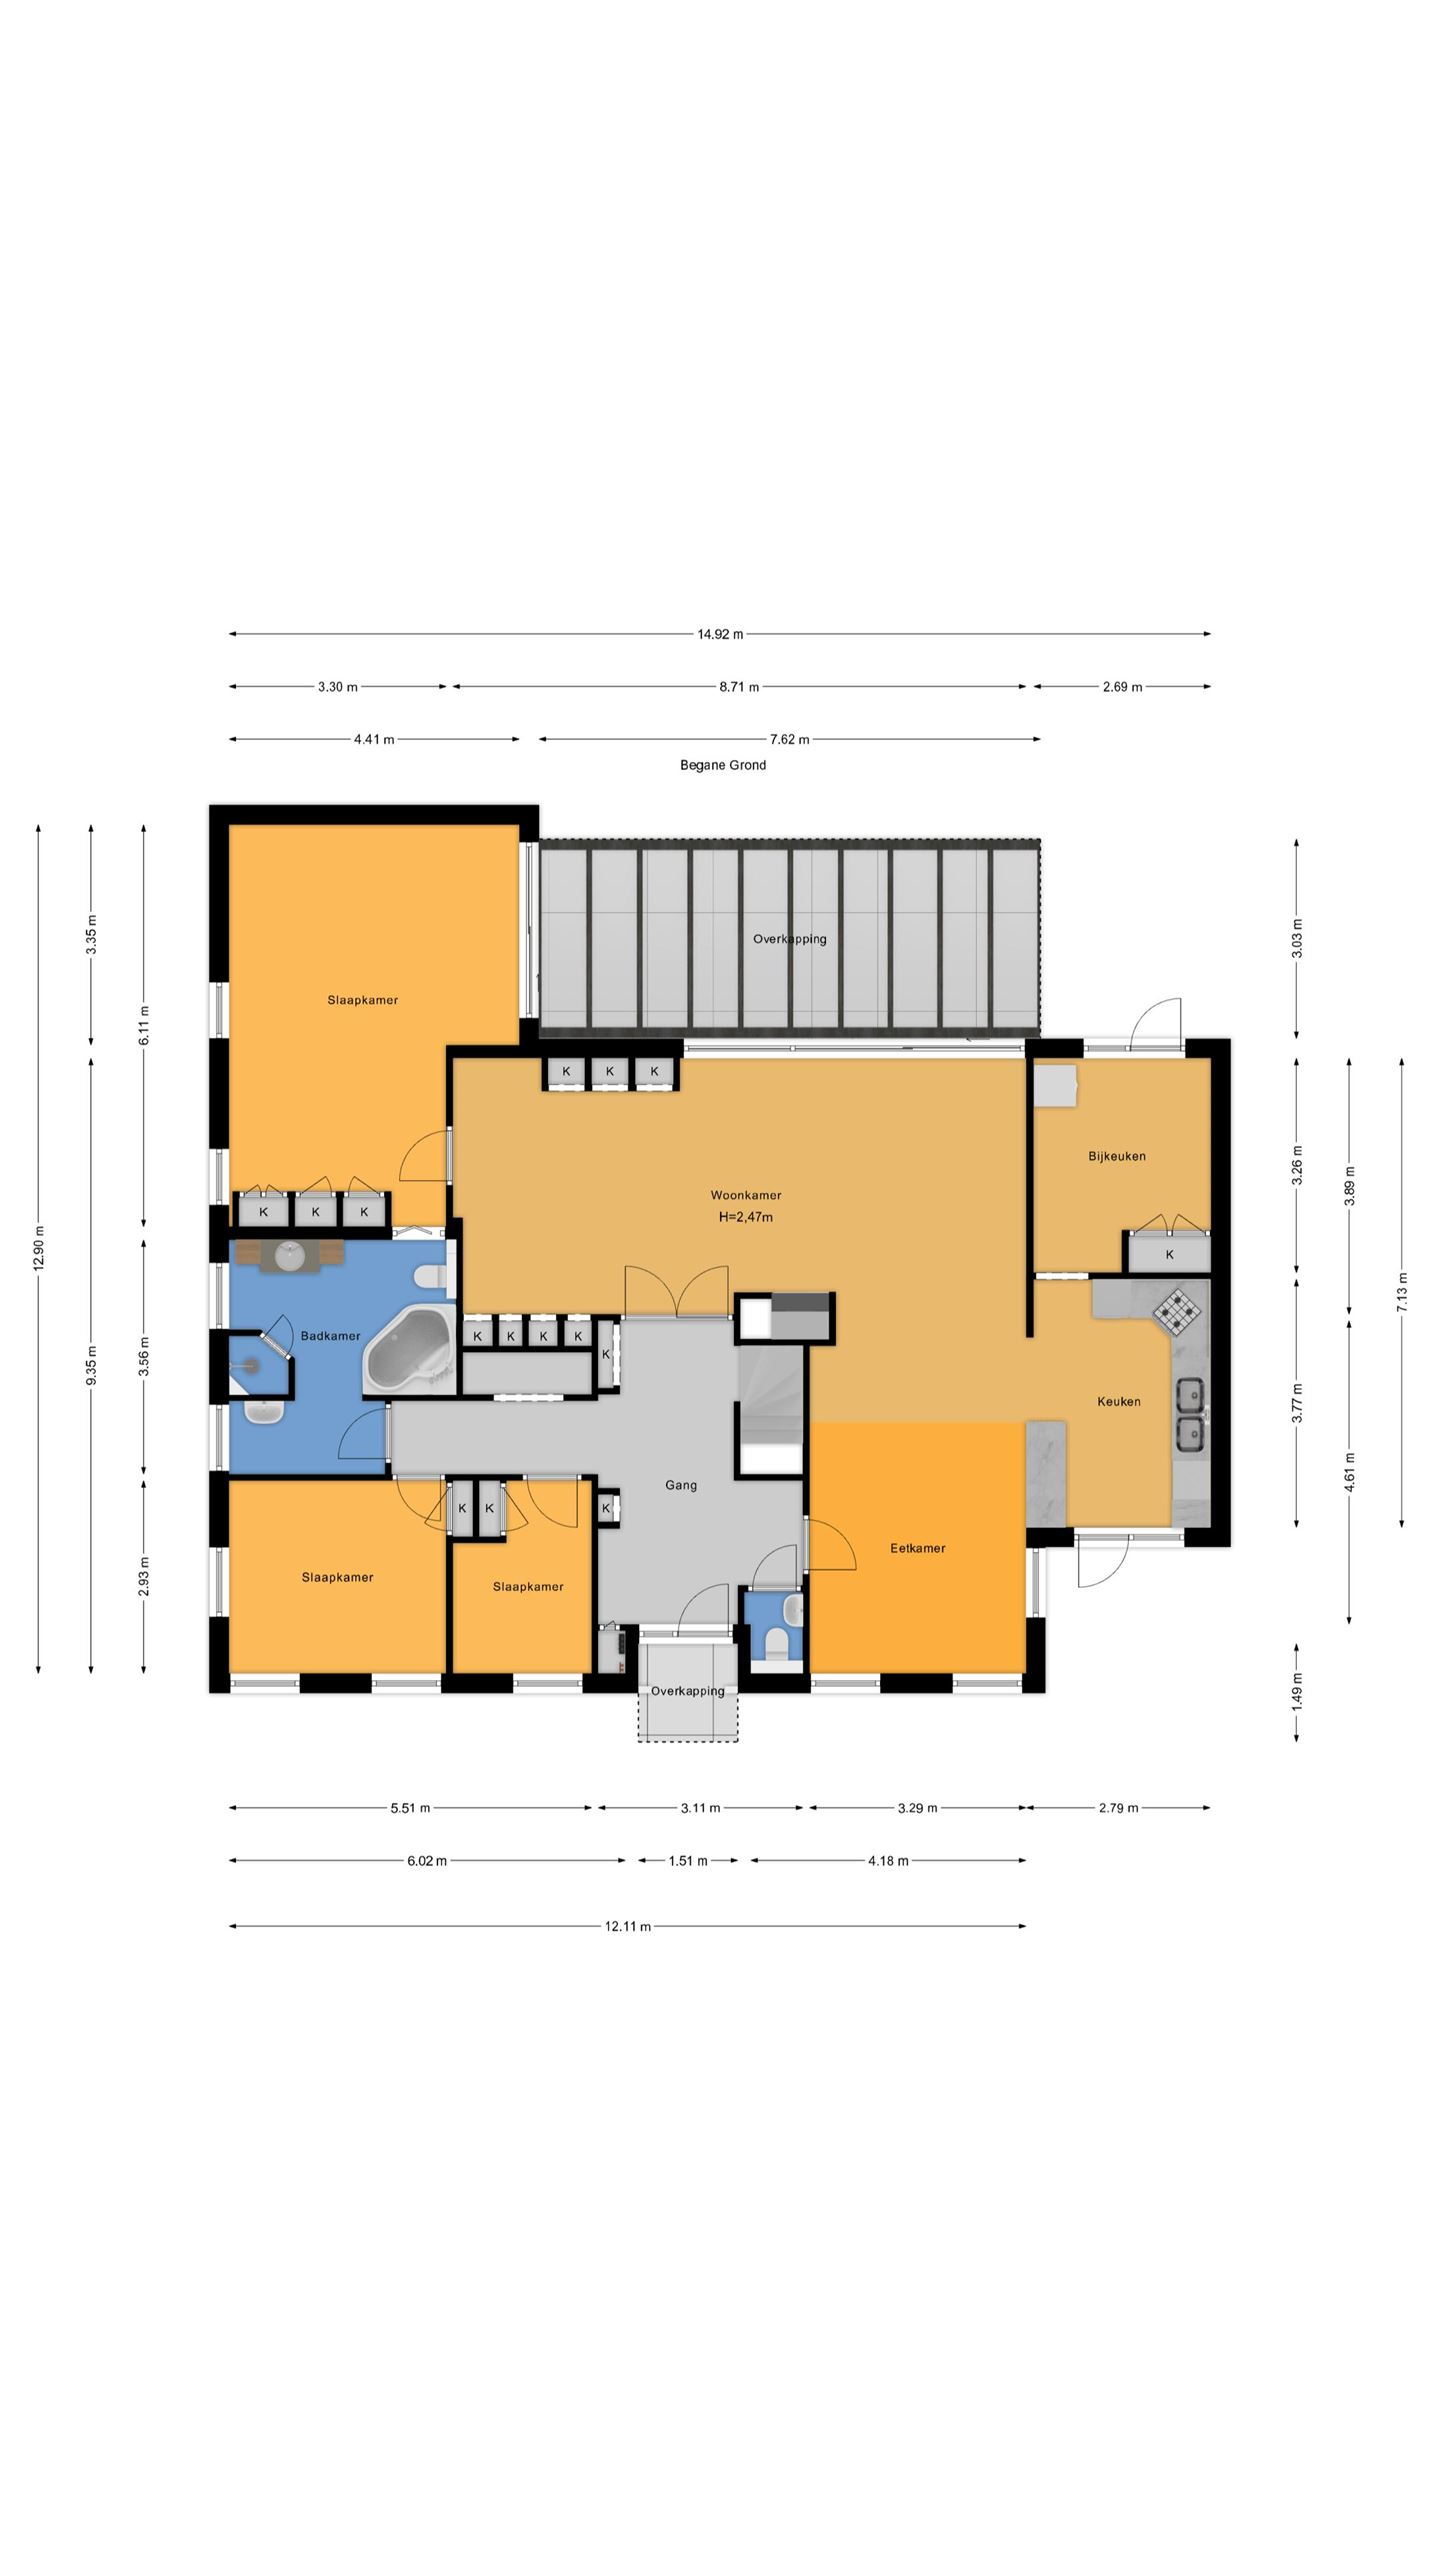 14.92 m
3.30 m
8.71 m
2.69 m
4.41 m
7.62 m
Begane Grond
12.90 m
3.35 m
9.35 m
6.11 m
3.56 m
2.93 m
Slaapkamer
Overkapping
K
K
K
Bijkeuken
Woonkamer
H=2,47m
K
K
K
K
Badkamer
K
K
K
K
K
Keuken
Gang
K
K
K
Eetkamer
Slaapkamer
Slaapkamer
Overkapping
3.03 m
3.26 m
3.77 m
1.49 m
3.89 m
4.61 m
7.13 m
5.51 m
3.11 m
3.29 m
2.79 m
6.02 m
1.51 m
4.18 m
12.11 m